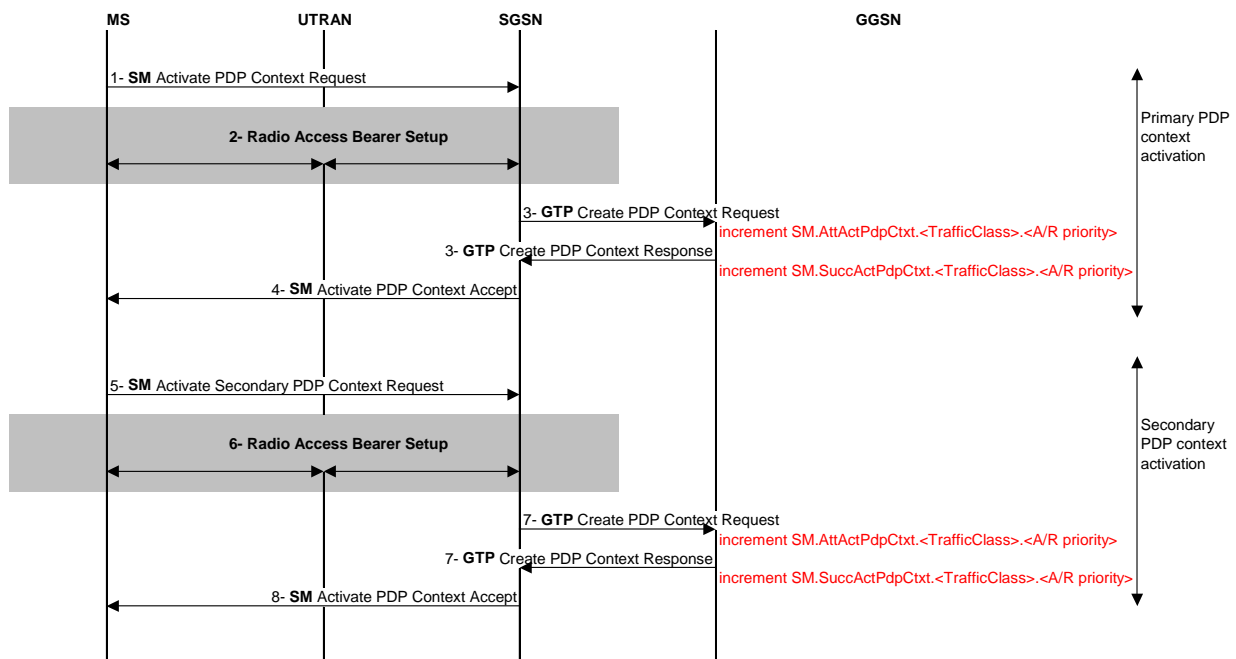 MS UTRAN SGSN GGSN
1- SM Activate PDP Context Request
Primary PDP
context
activation
2- Radio Access Bearer Setup
3- GTP Create PDP Context Request
increment SM.AttActPdpCtxt.<TrafficClass>.<A/R priority>
3- GTP Create PDP Context Response
increment SM.SuccActPdpCtxt.<TrafficClass>.<A/R priority>
4- SM Activate PDP Context Accept
5- SM Activate Secondary PDP Context Request
Secondary
PDP context
activation
6- Radio Access Bearer Setup
7- GTP Create PDP Context Request
increment SM.AttActPdpCtxt.<TrafficClass>.<A/R priority>
7- GTP Create PDP Context Response
increment SM.SuccActPdpCtxt.<TrafficClass>.<A/R priority>
8- SM Activate PDP Context Accept